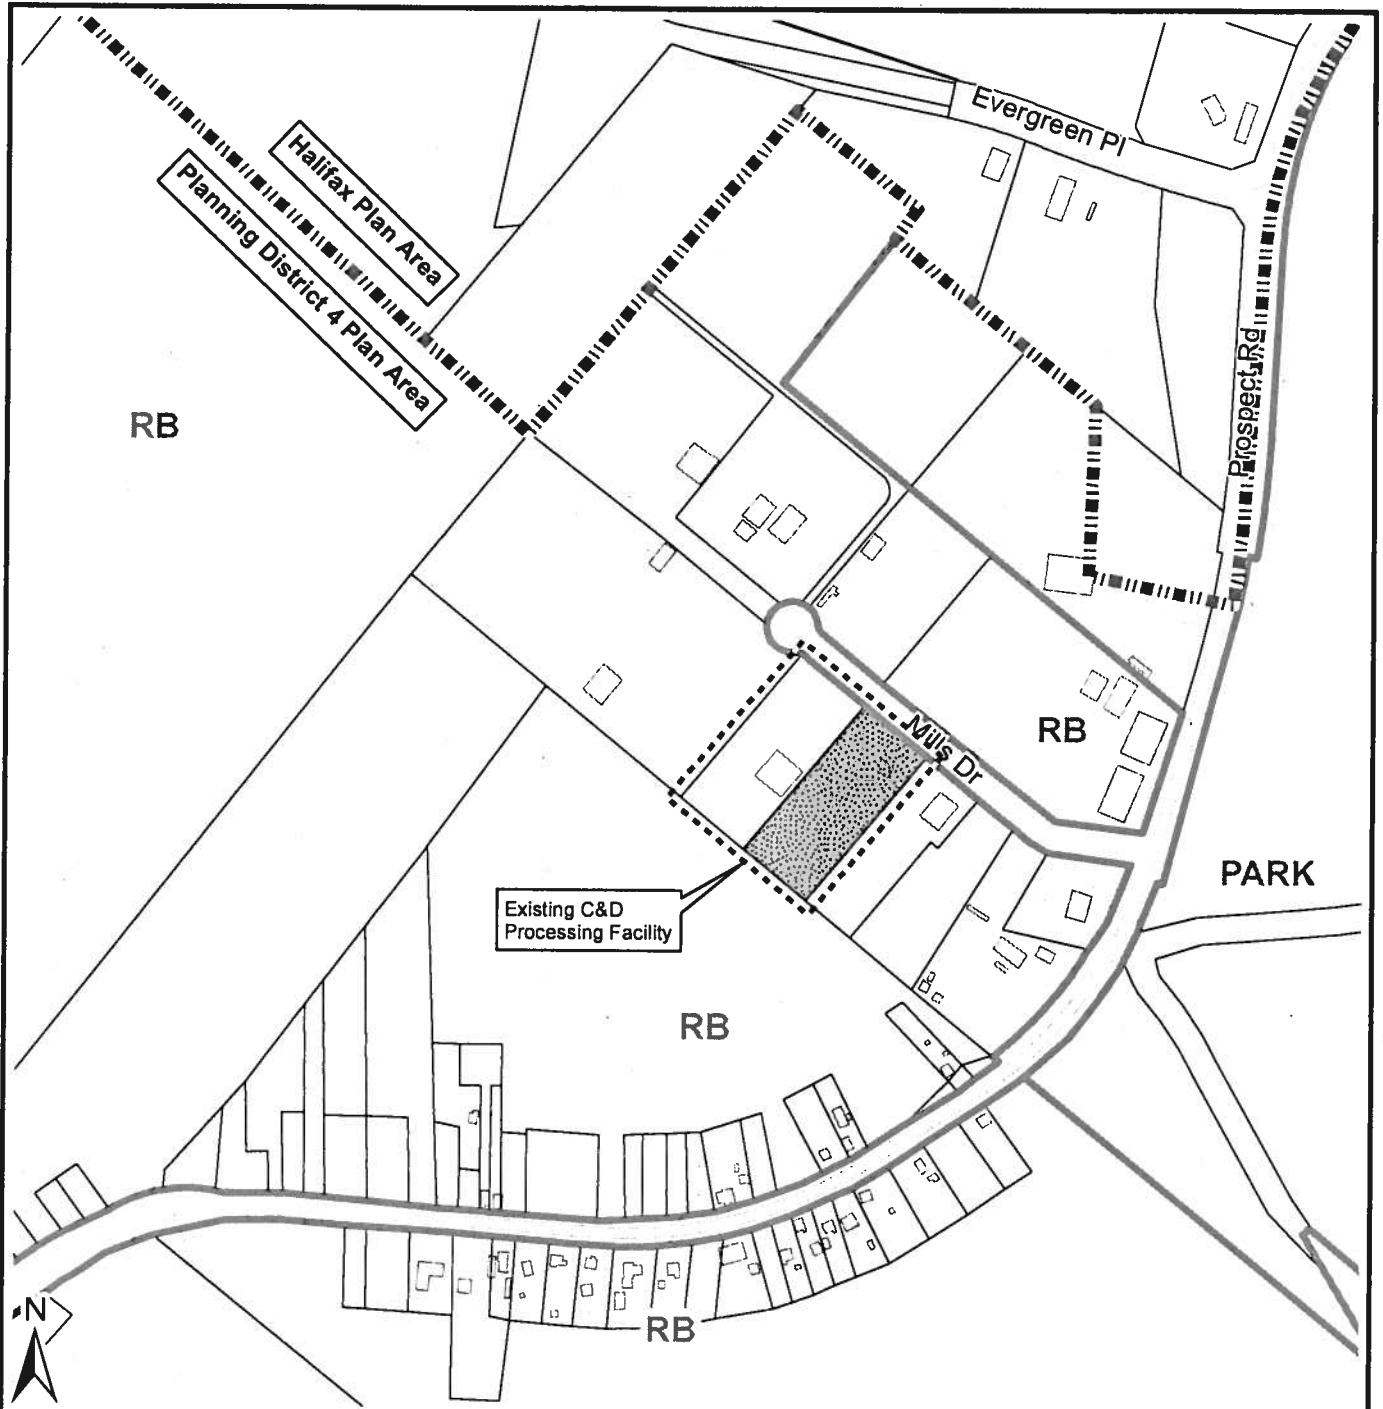 Evergreen Pl
Halifax Plan Area
Planning District 4 Plan Area
Prospect Rd
RB
RB
Mills Dr
PARK
Existing C&D
Processing Facility
RB
N
RB